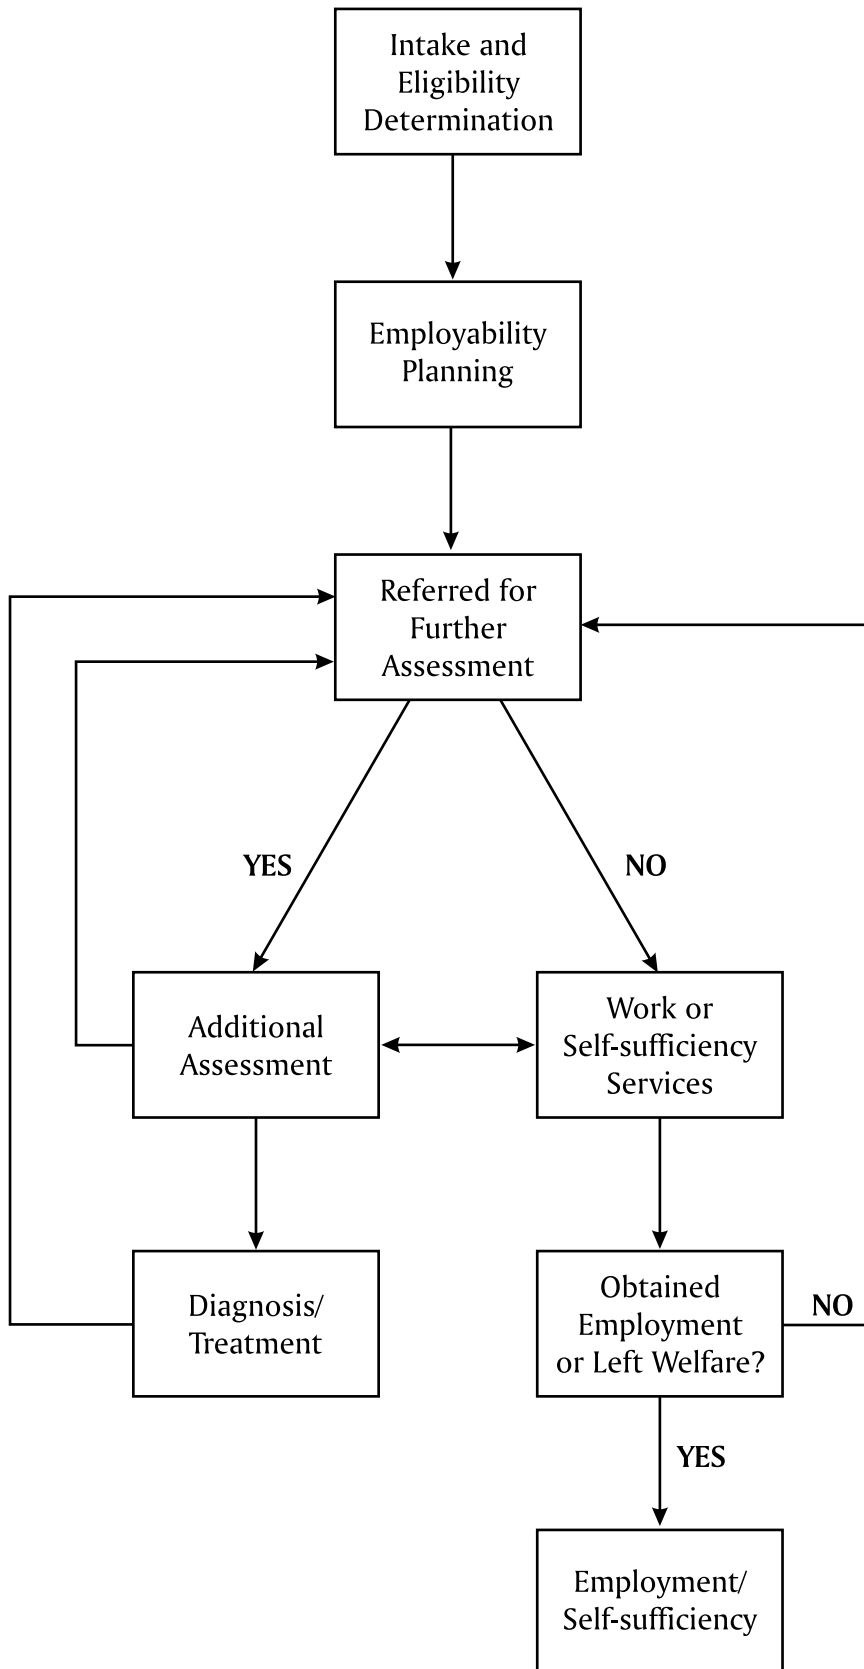 Intake and
Eligibility
Determination
Employability
Planning
Referred for
Further
Assessment
YES
NO
Additional
Assessment
Work or
Self-sufficiency
Services
Diagnosis/
Treatment
Obtained
Employment
or Left Welfare?
NO
YES
Employment/
Self-sufficiency